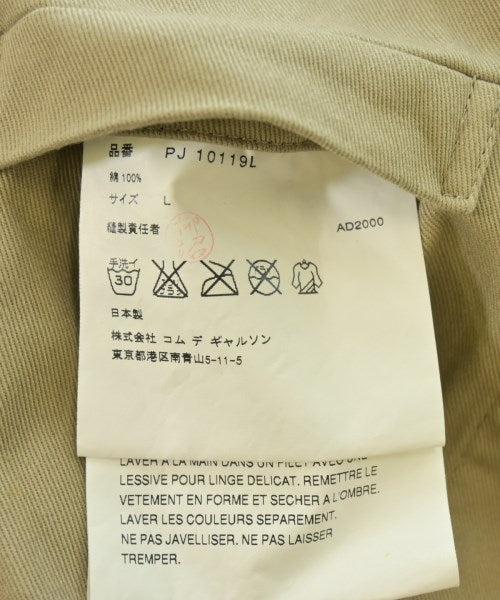 品番 PJ 10119L
綿 100%
サイズ L
縫製責任者 AD2000
手洗イ
30
日本製
株式会社 コム デ ギャルソン
東京都港区南青山5-11-5
LAVER A LA MAIN DANS UN FILET AVEC UNE
LESSIVE POUR LINGE DELICAT. REMETTRE LE
VETEMENT EN FORME ET SECHER A L'OMBRE.
LAVER LES COULEURS SEPAREMENT.
NE PAS JAVELLISER. NE PAS LAISSER
TREMPER.